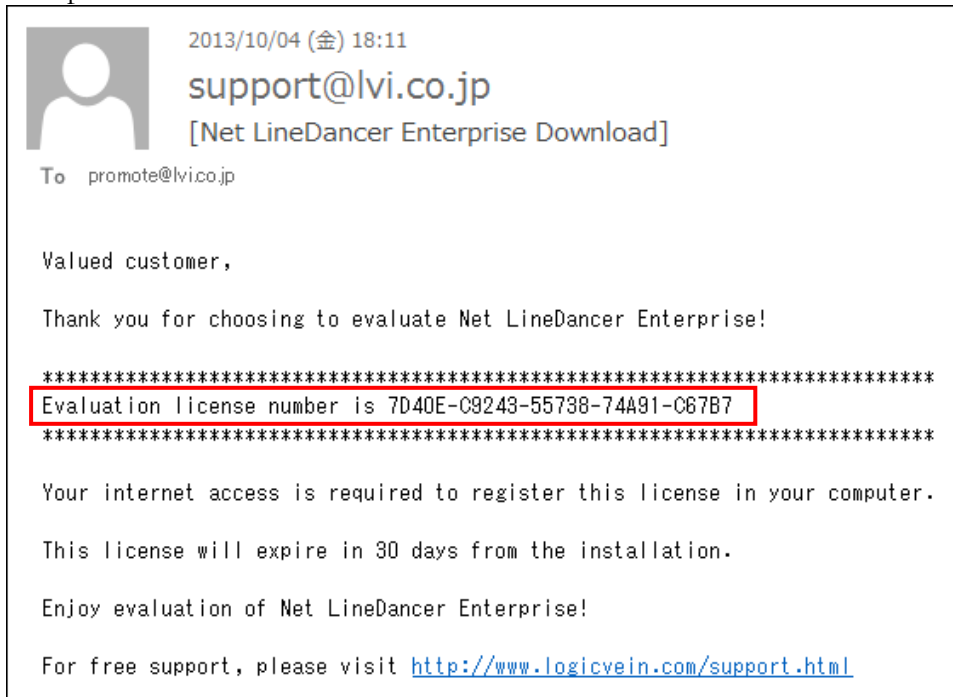 2013/10/04 (金) 18:11
support@lvi.co.jp
[Net LineDancer Enterprise Download]
To promote@lvi.co.jp
Valued customer,
Thank you for choosing to evaluate Net LineDancer Enterprise!
***************************************************************************
Evaluation license number is 7D40E-C9243-55738-74A91-C67B7
***************************************************************************
Your internet access is required to register this license in your computer.
This license will expire in 30 days from the installation.
Enjoy evaluation of Net LineDancer Enterprise!
For free support, please visit http://www.logicvein.com/support.html